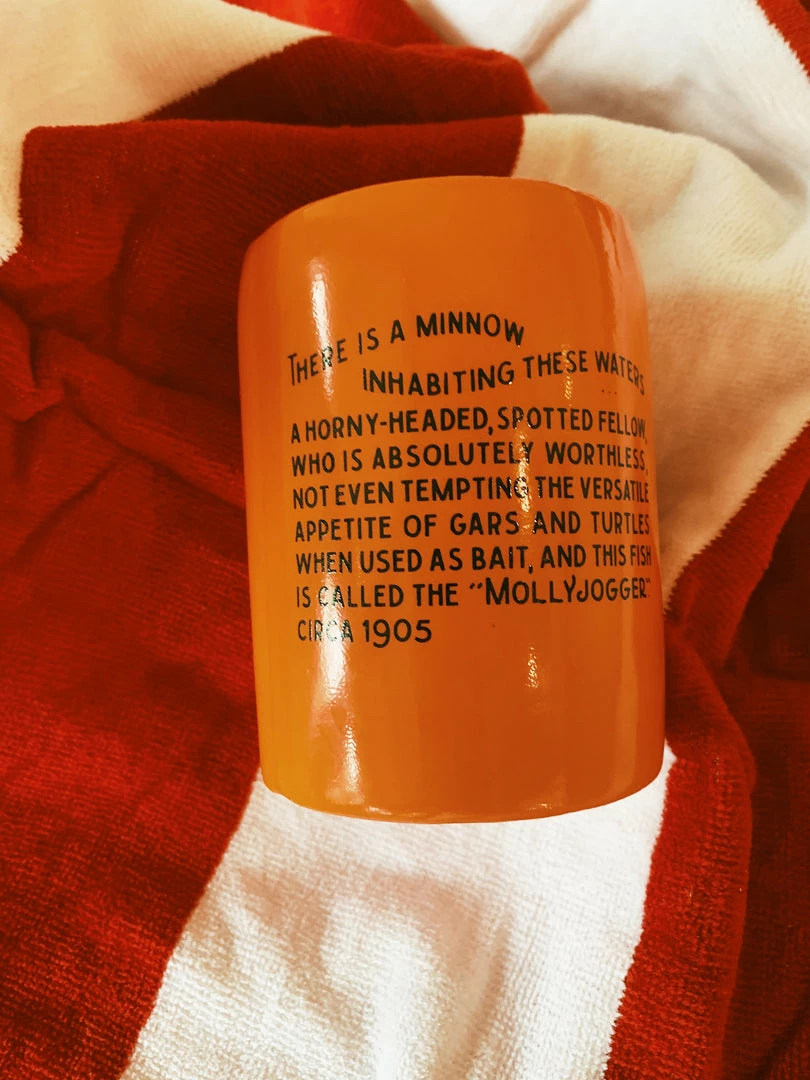 THERE IS A MINNOW
INHABITING THESE WATERS
A HORNY-HEADED, SPOTTED FELLOW,
WHO IS ABSOLUTELY WORTHLESS,
NOT EVEN TEMPTING THE VERSATILE
APPETITE OF GARS AND TURTLES
WHEN USED AS BAIT, AND THIS FISH
IS CALLED THE "MOLLYJOGGER".
CIRCA 1905